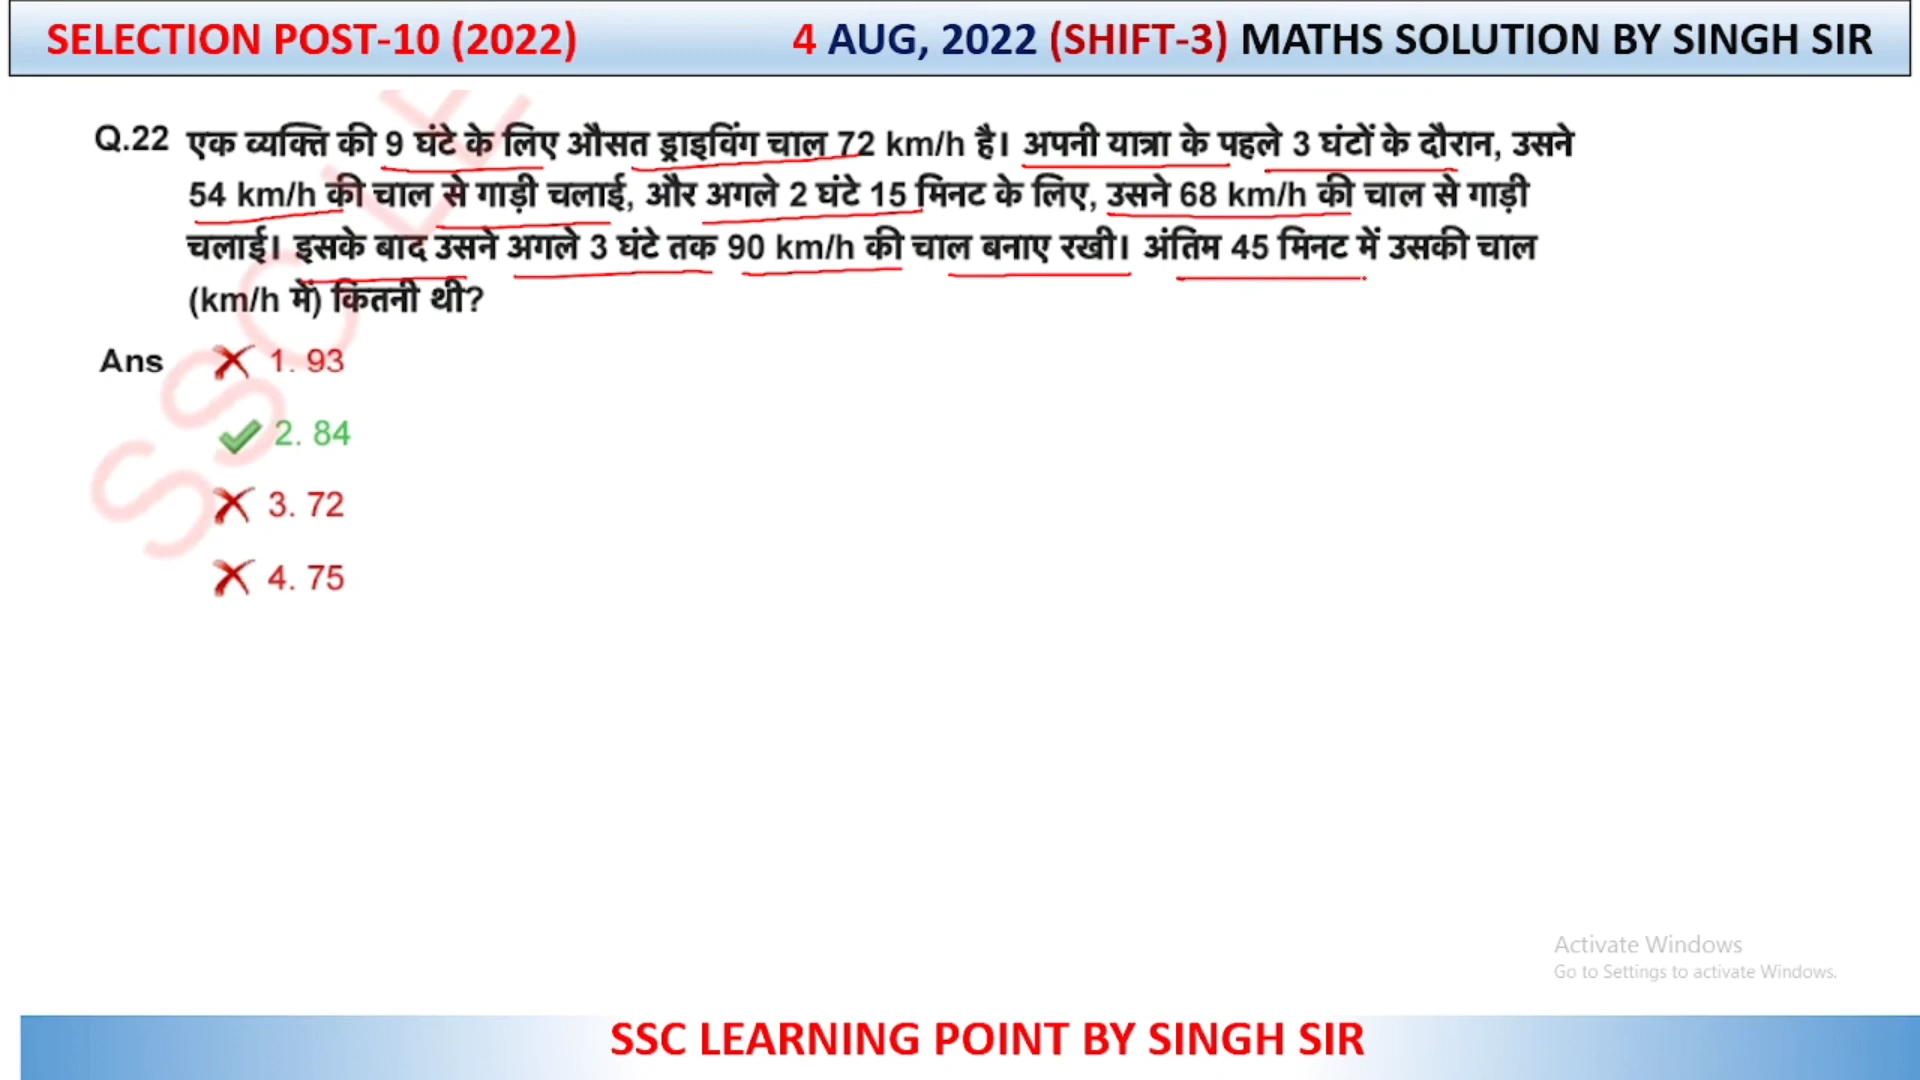 SELECTION POST-10 (2022) 4 AUG, 2022 (SHIFT-3) MATHS SOLUTION BY SINGH SIR
Q.22 एक व्यक्ति की 9 घंटे के लिए औसत ड्राइविंग चाल 72 km/h है। अपनी यात्रा के पहले 3 घंटों के दौरान, उसने
54 km/h की चाल से गाड़ी चलाई, और अगले 2 घंटे 15 मिनट के लिए, उसने 68 km/h की चाल से गाड़ी
चलाई। इसके बाद उसने अगले 3 घंटे तक 90 km/h की चाल बनाए रखी। अंतिम 45 मिनट में उसकी चाल
(km/h में) कितनी थी?
Ans 1. 93
2. 84
3. 72
4. 75
SSC LE
Activate Windows
Go to Settings to activate Windows.
SSC LEARNING POINT BY SINGH SIR